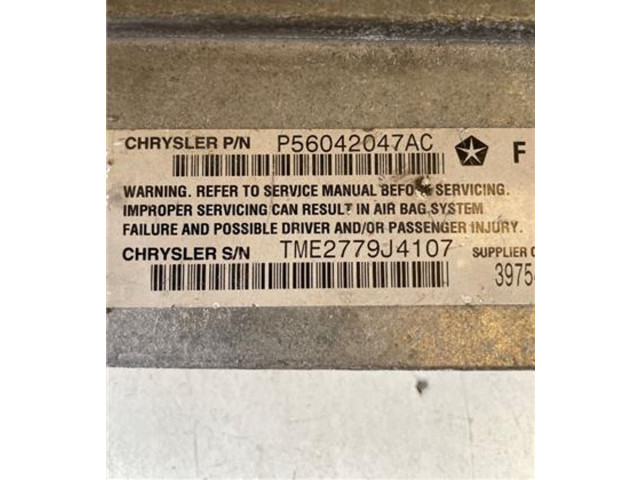 CHRYSLER P/N P56042047AC F
WARNING. REFER TO SERVICE MANUAL BEFORE SERVICING.
IMPROPER SERVICING CAN RESULT IN AIR BAG SYSTEM
FAILURE AND POSSIBLE DRIVER AND/OR PASSENGER INJURY.
CHRYSLER S/N TME2779J4107 SUPPLIER
3975